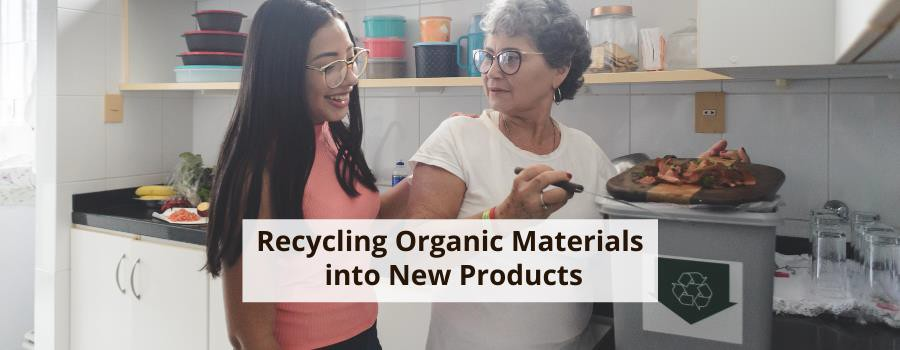 Recycling Organic Materials
into New Products